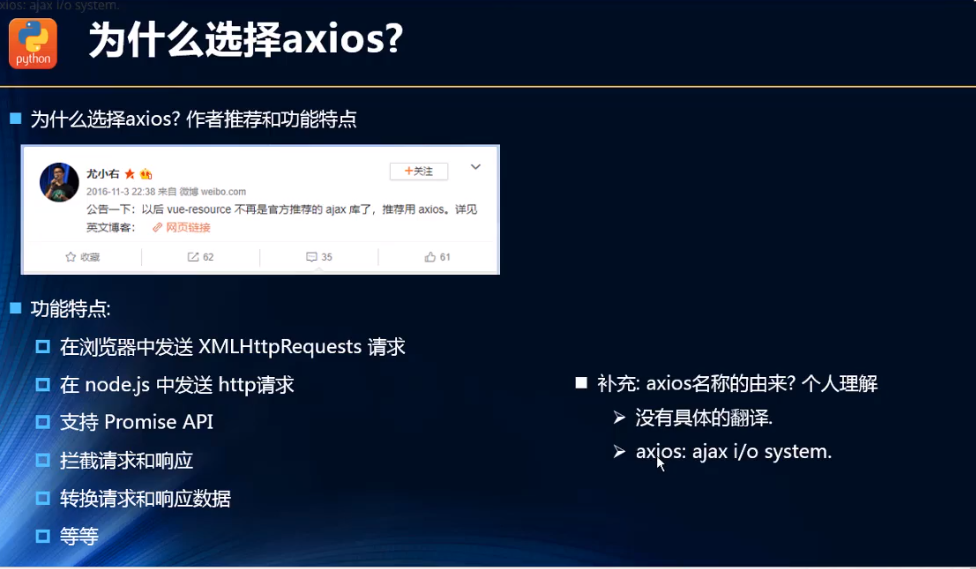 xios: ajax i/o system.
python
为什么选择axios?
为什么选择axios? 作者推荐和功能特点
尤小右
+关注
2016-11-3 22:38 来自 微博 weibo.com
公告一下：以后 vue-resource 不再是官方推荐的 ajax 库了，推荐用 axios。详见
英文博客： 网页链接
收藏 62 35 61
功能特点:
在浏览器中发送 XMLHttpRequests 请求
在 node.js 中发送 http请求
支持 Promise API
拦截请求和响应
转换请求和响应数据
等等
补充: axios名称的由来? 个人理解
没有具体的翻译.
axios: ajax i/o system.